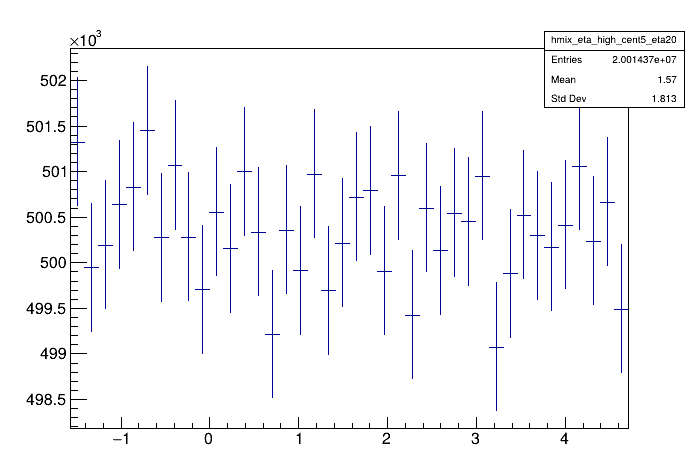 ×10³
hmix_eta_high_cent5_eta20
Entries 2.001437e+07
Mean 1.57
Std Dev 1.813
502
501.5
501
500.5
500
499.5
499
498.5
−1 0 1 2 3 4